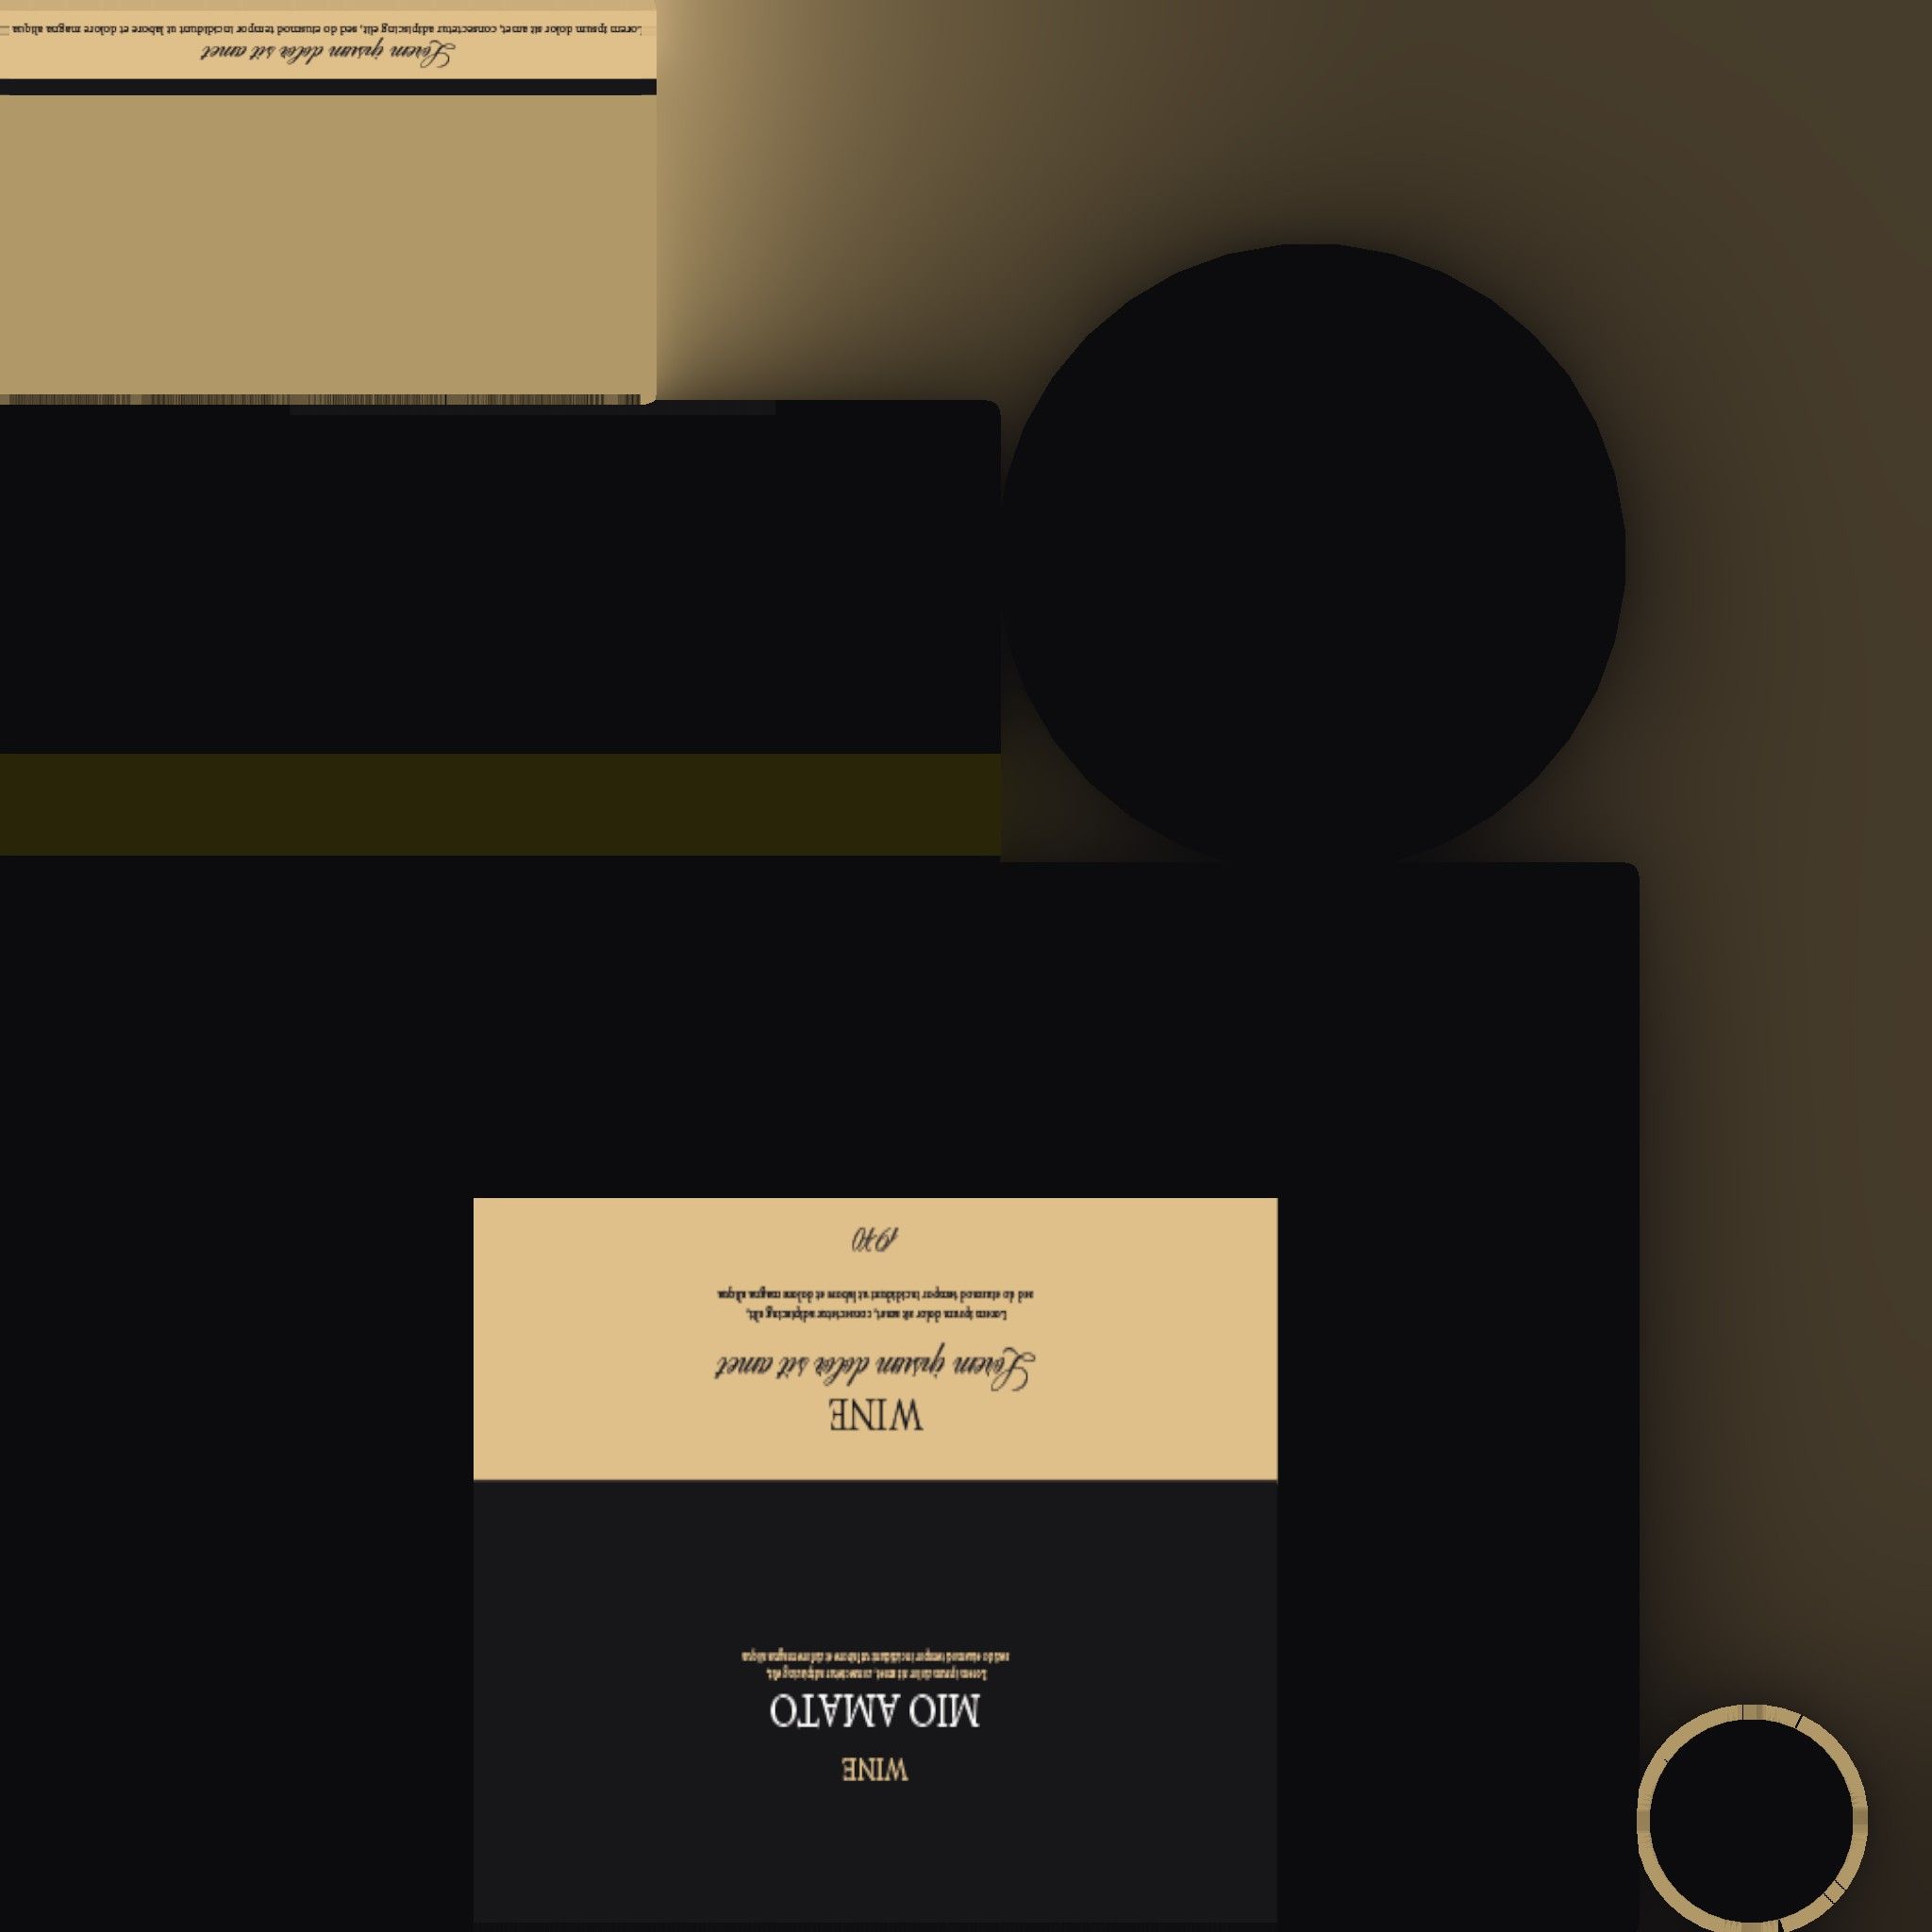 WINE
MIO AMATO
Lorem ipsum dolor sit amet, consectetur adipiscing elit,
sed do eiusmod tempor incididunt ut labore et dolore magna aliqua
WINE
Lorem ipsum dolor sit amet
Lorem ipsum dolor sit amet, consectetur adipiscing elit,
sed do eiusmod tempor incididunt ut labore et dolore magna aliqua
1970
Lorem ipsum dolor sit amet
Lorem ipsum dolor sit amet, consectetur adipiscing elit, sed do eiusmod tempor incididunt ut labore et dolore magna aliqua